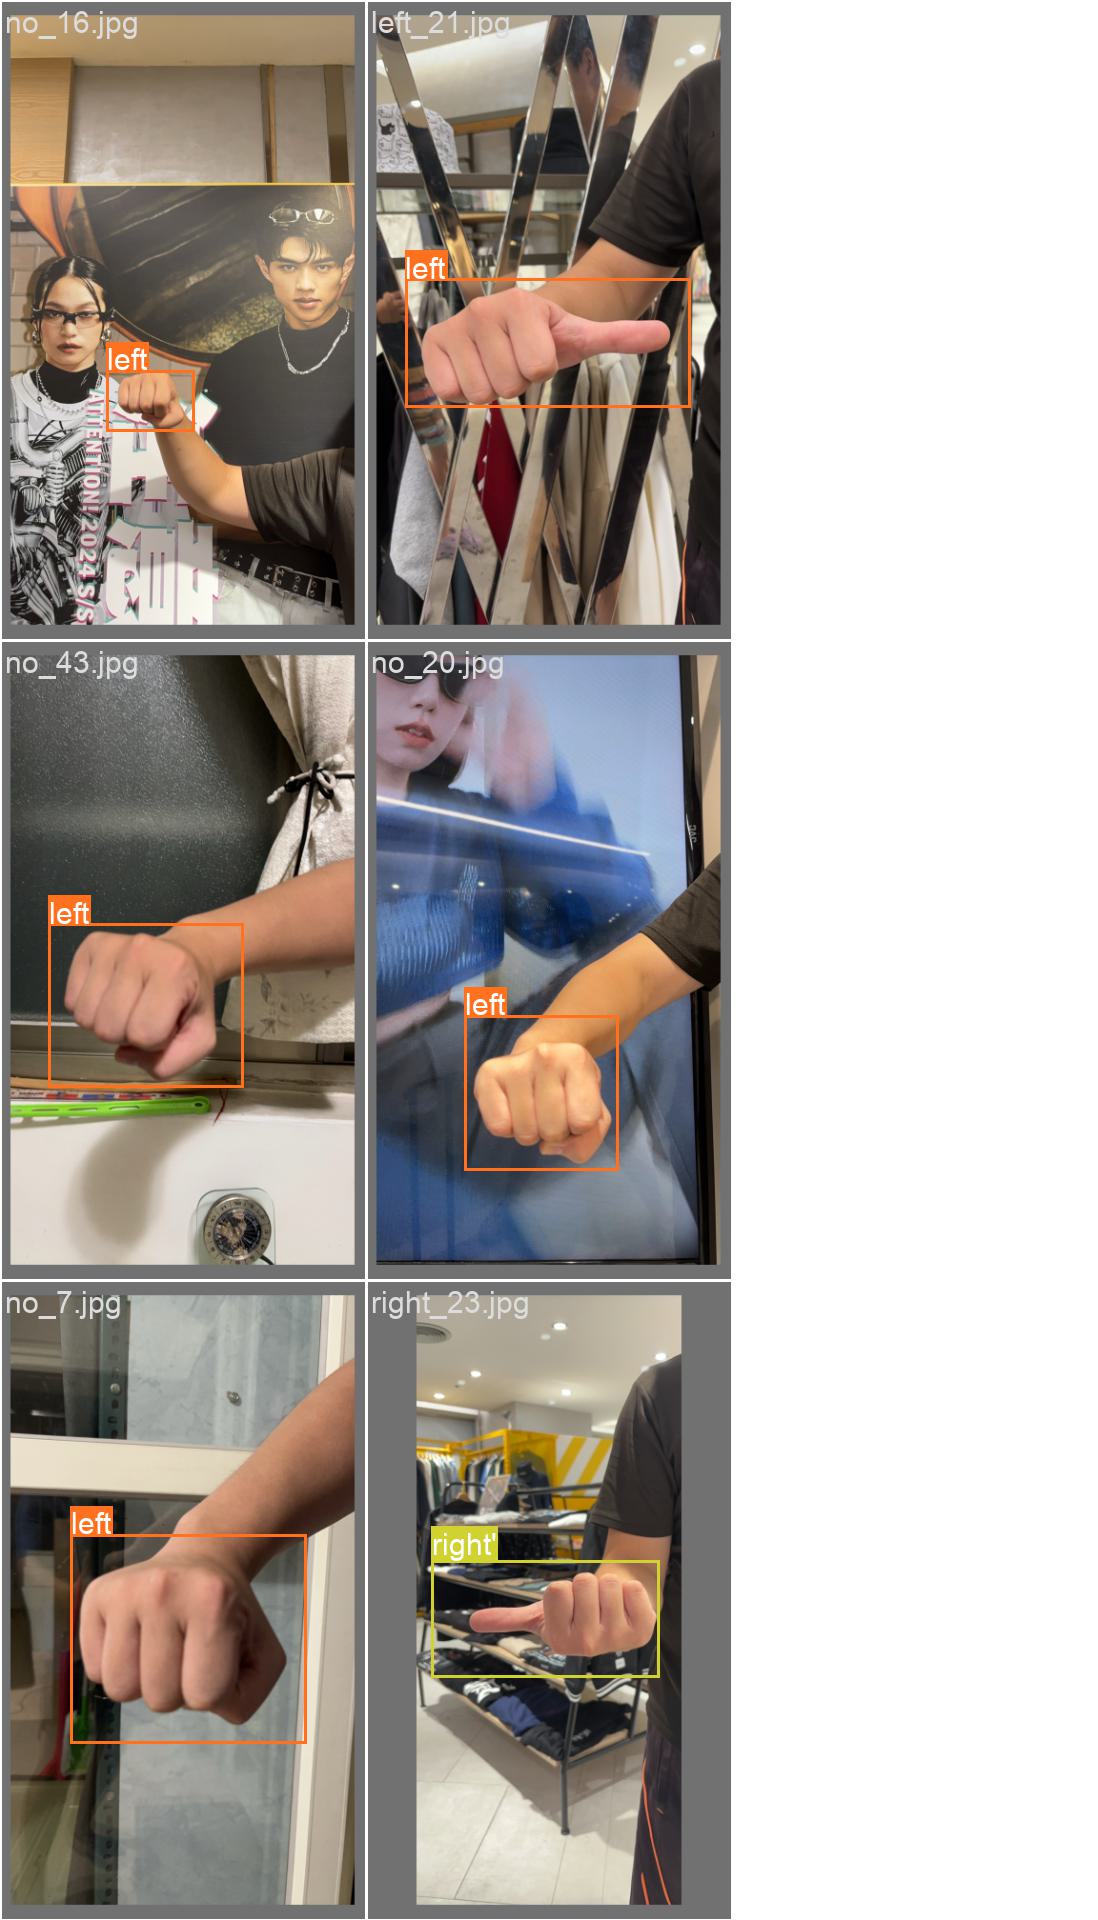 no_16.jpg
left
ATTENTION! 2024 S/S
left_21.jpg
left
no_43.jpg
left
no_20.jpg
left
no_7.jpg
left
right_23.jpg
right'